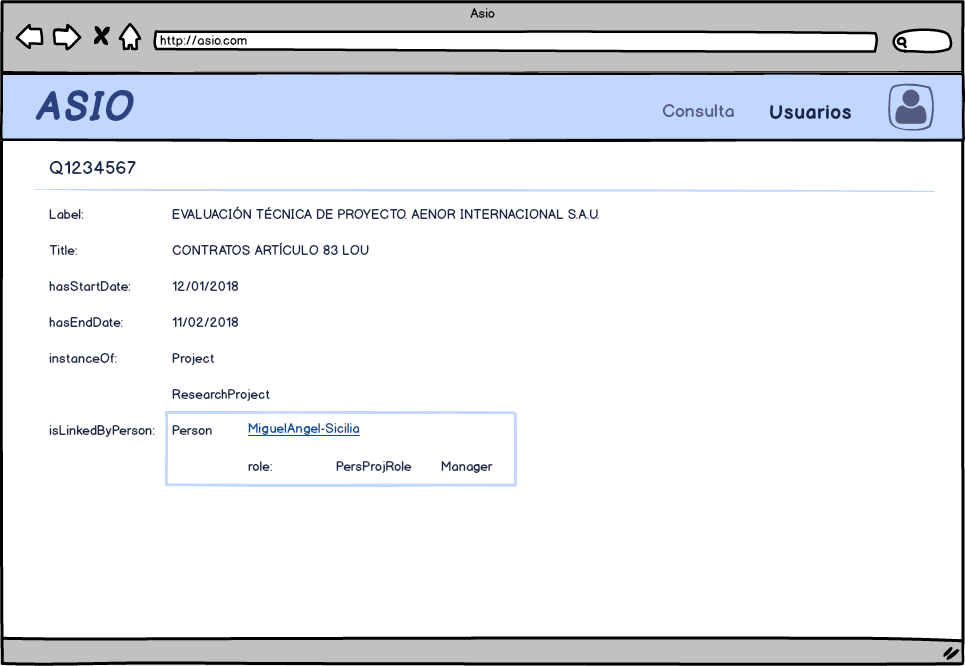 Asio
http://asio.com
ASIO
Consulta Usuarios
Q1234567
Label: EVALUACIÓN TÉCNICA DE PROYECTO. AENOR INTERNACIONAL S.A.U.
Title: CONTRATOS ARTÍCULO 83 LOU
hasStartDate: 12/01/2018
hasEndDate: 11/02/2018
instanceOf: Project
ResearchProject
isLinkedByPerson: Person MiguelAngel-Sicilia
role: PersProjRole Manager